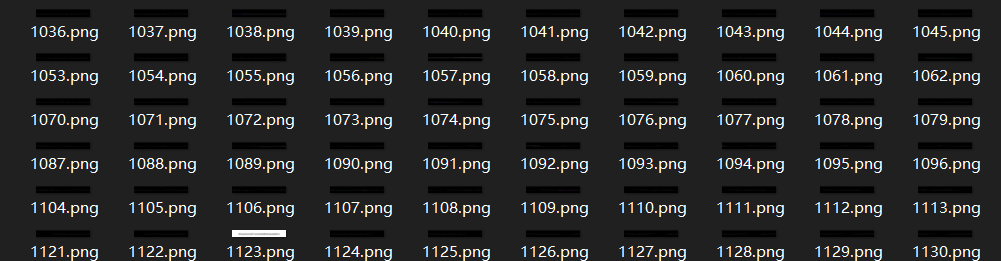 1036.png 1037.png 1038.png 1039.png 1040.png 1041.png 1042.png 1043.png 1044.png 1045.png
1053.png 1054.png 1055.png 1056.png 1057.png 1058.png 1059.png 1060.png 1061.png 1062.png
1070.png 1071.png 1072.png 1073.png 1074.png 1075.png 1076.png 1077.png 1078.png 1079.png
1087.png 1088.png 1089.png 1090.png 1091.png 1092.png 1093.png 1094.png 1095.png 1096.png
1104.png 1105.png 1106.png 1107.png 1108.png 1109.png 1110.png 1111.png 1112.png 1113.png
1121.png 1122.png 1123.png 1124.png 1125.png 1126.png 1127.png 1128.png 1129.png 1130.png